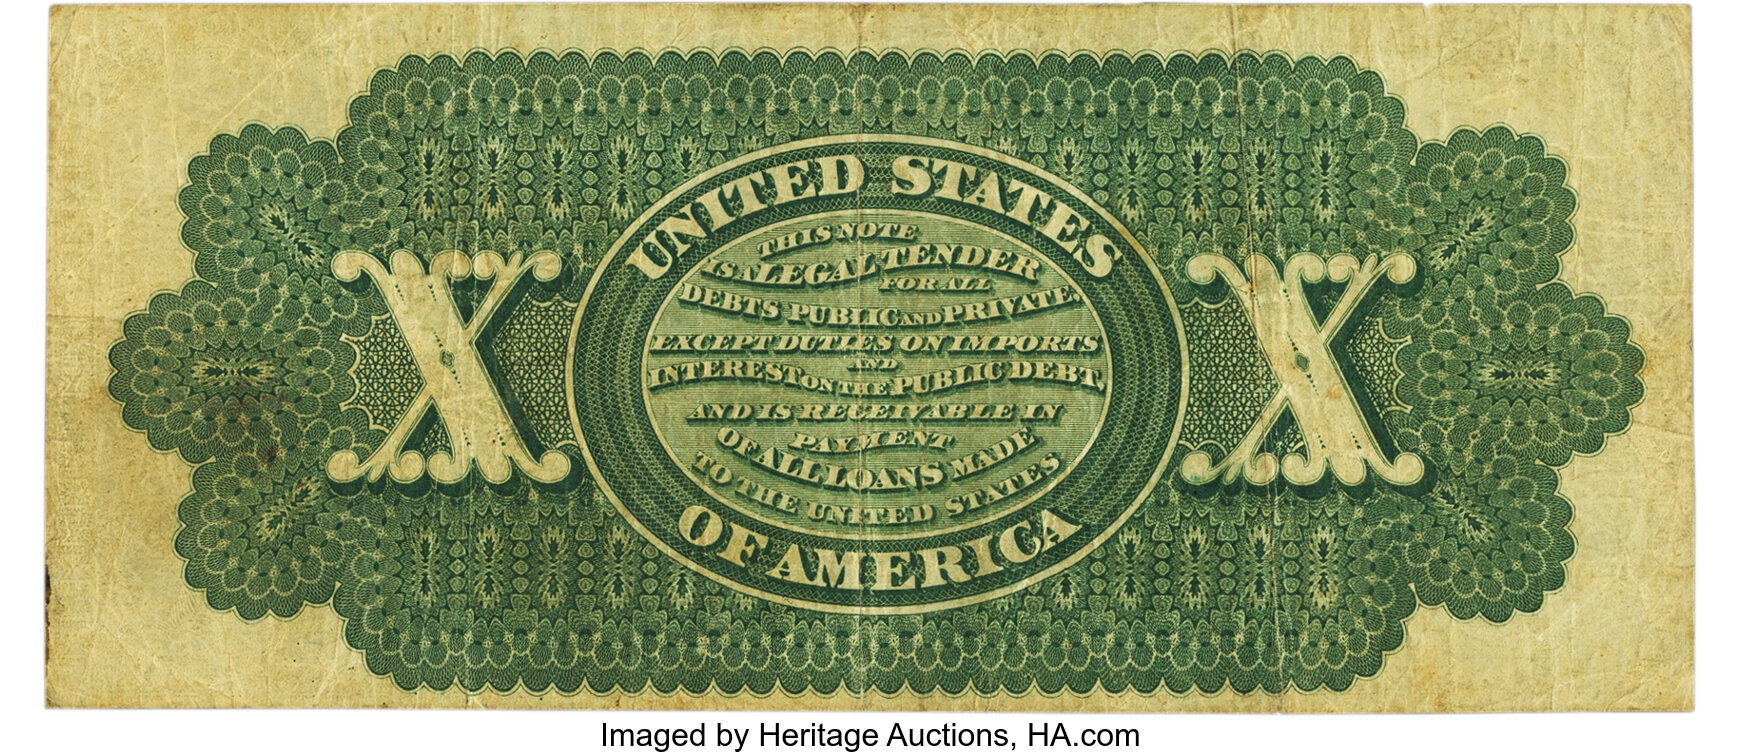 UNITED STATES
THIS NOTE
IS A LEGAL TENDER
FOR ALL
DEBTS PUBLIC AND PRIVATE,
EXCEPT DUTIES ON IMPORTS
AND
INTEREST ON THE PUBLIC DEBT,
AND IS RECEIVABLE IN
PAYMENT
OF ALL LOANS MADE
TO THE UNITED STATES
OF AMERICA
X X
Imaged by Heritage Auctions, HA.com